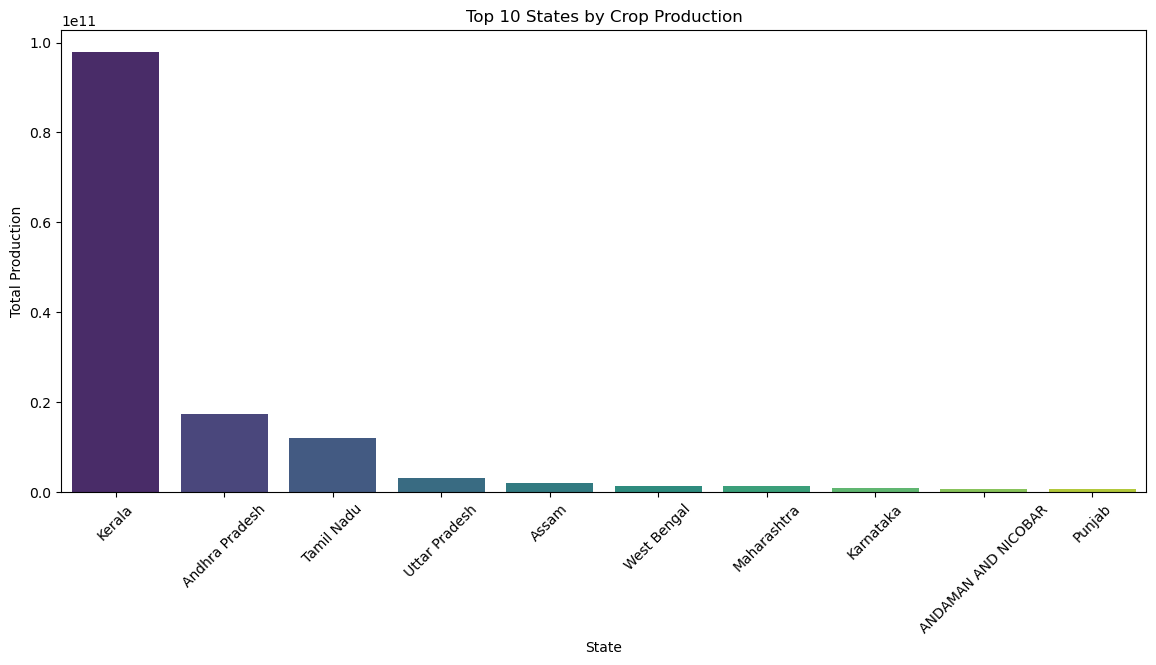 Top 10 States by Crop Production
1e11
1.0
0.8
0.6
0.4
0.2
0.0
Total Production
Kerala
Andhra Pradesh
Tamil Nadu
Uttar Pradesh
Assam
West Bengal
Maharashtra
Karnataka
ANDAMAN AND NICOBAR
Punjab
State